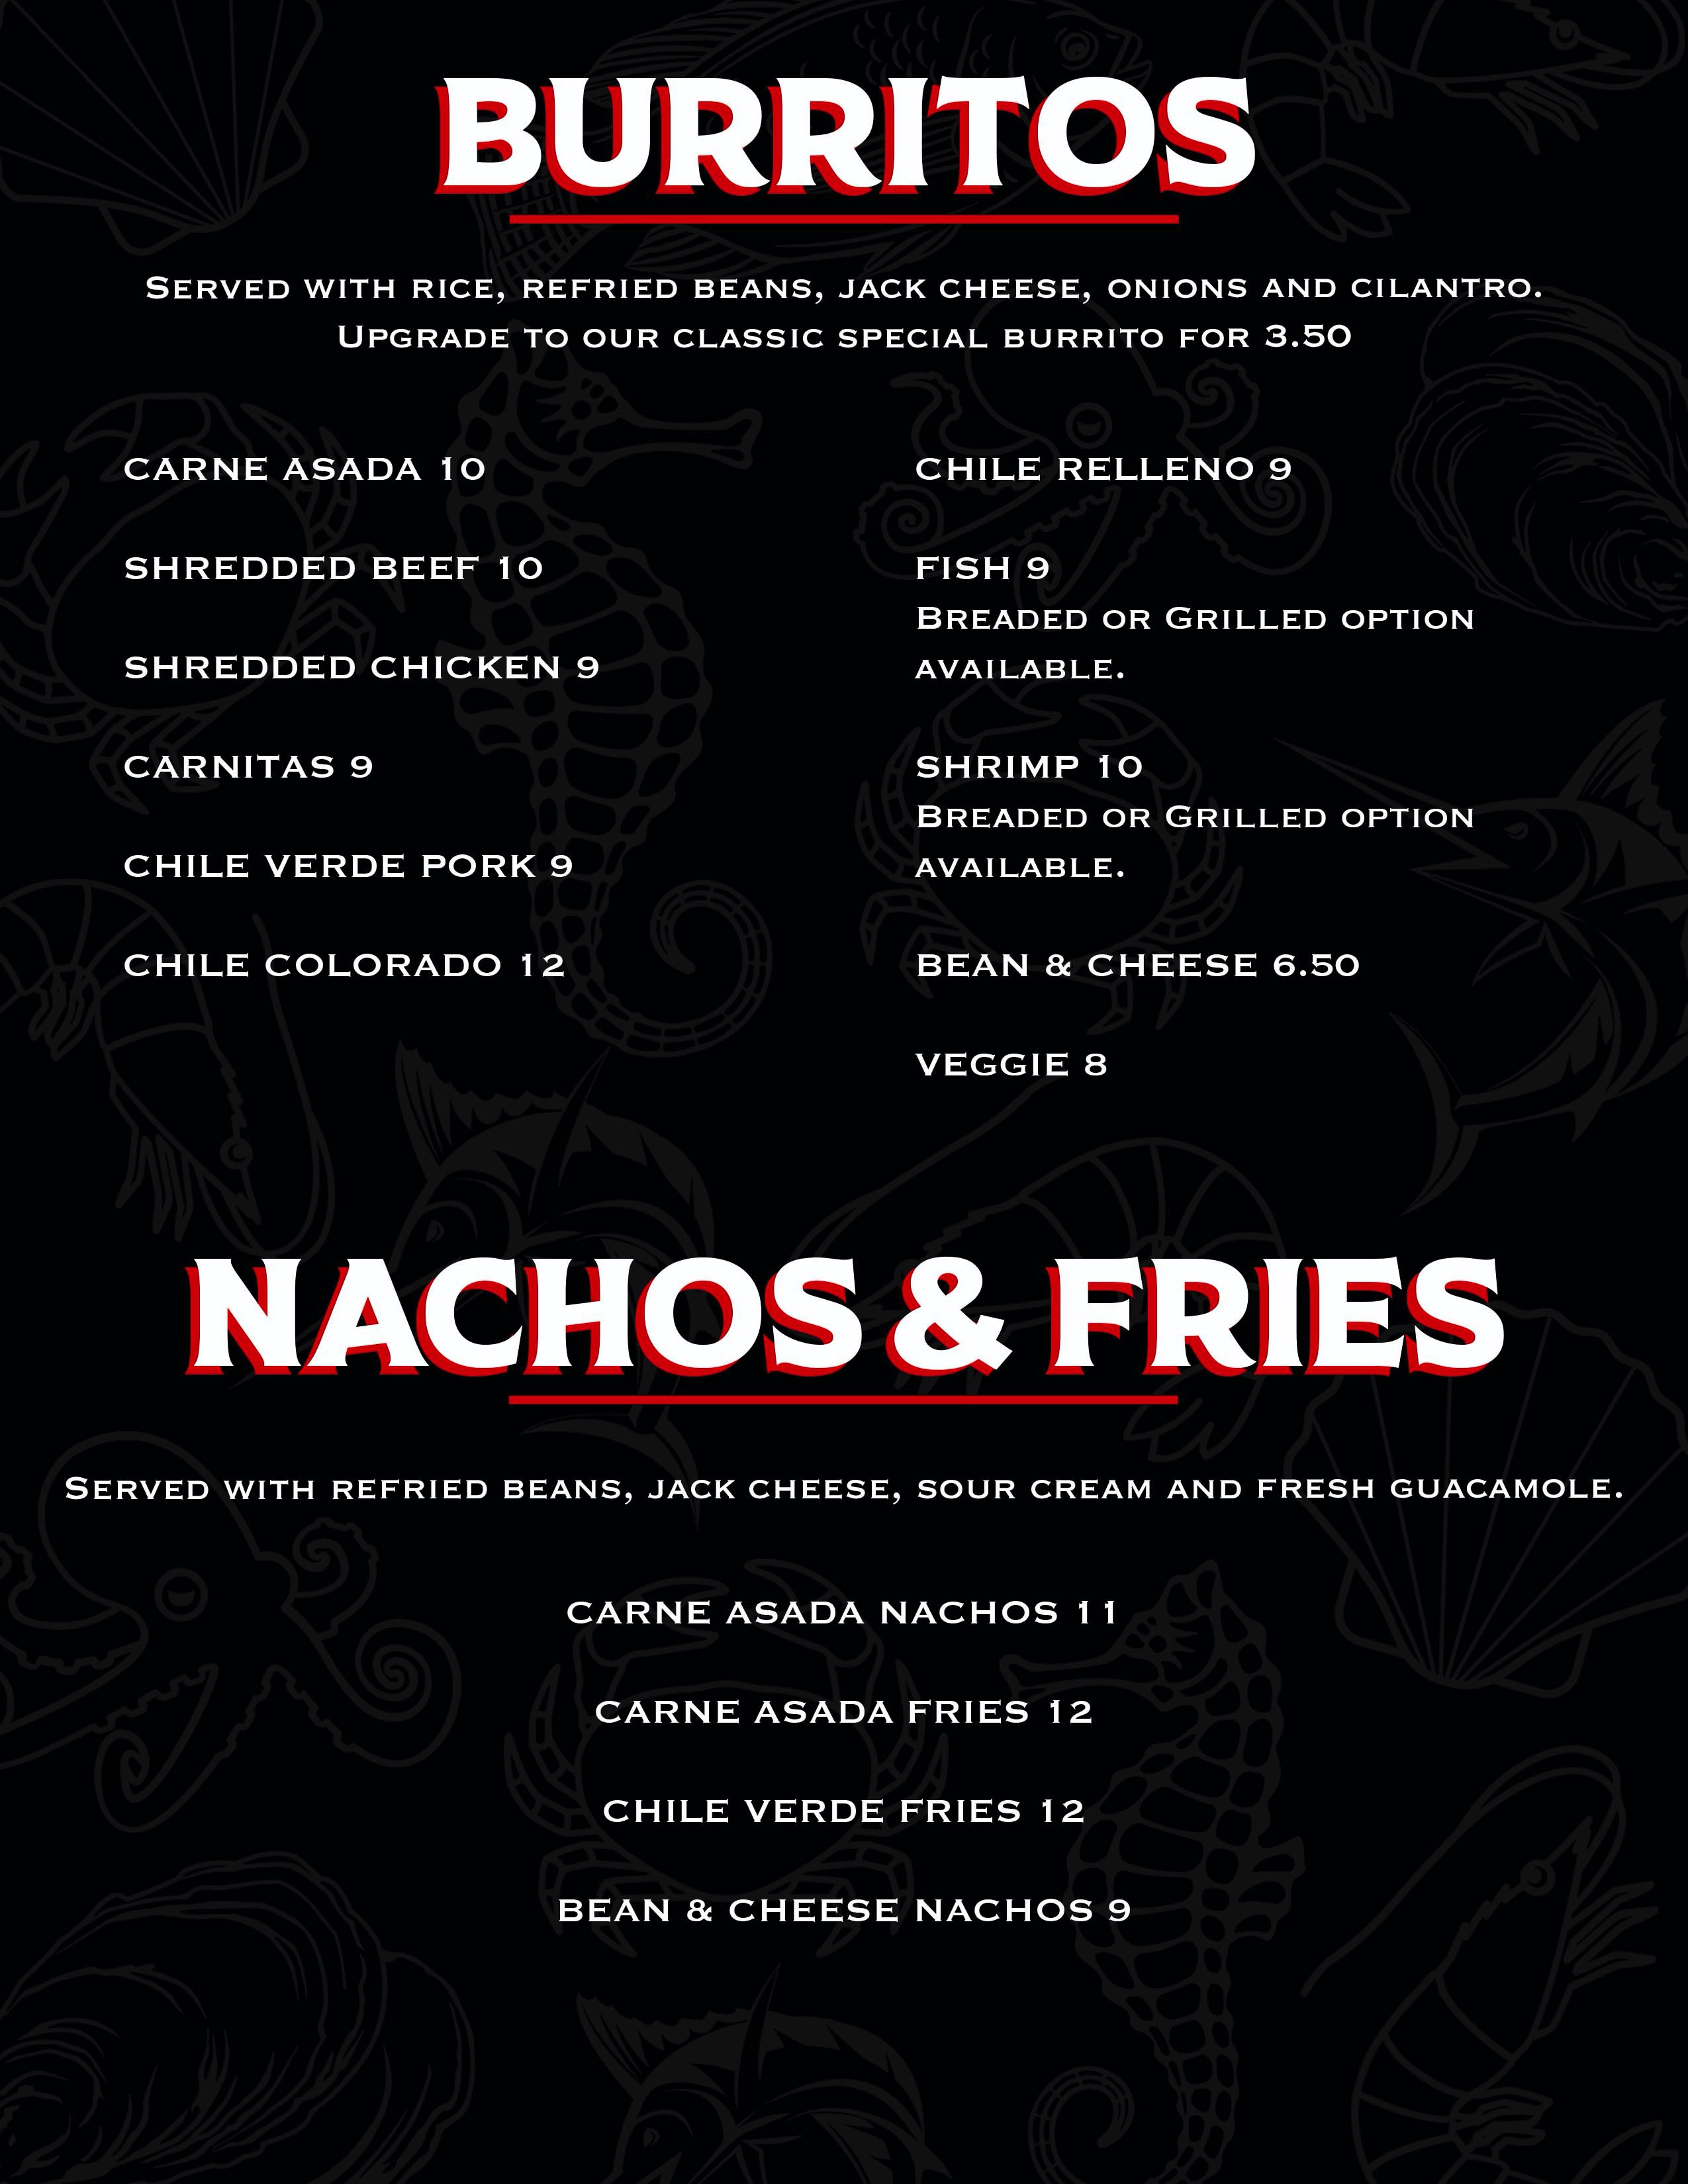 BURRITOS
Served with rice, refried beans, jack cheese, onions and cilantro.
Upgrade to our classic special burrito for 3.50
CARNE ASADA 10
SHREDDED BEEF 10
SHREDDED CHICKEN 9
CARNITAS 9
CHILE VERDE PORK 9
CHILE COLORADO 12
CHILE RELLENO 9
FISH 9
Breaded or Grilled option
available.
SHRIMP 10
Breaded or Grilled option
available.
BEAN & CHEESE 6.50
VEGGIE 8
NACHOS & FRIES
Served with refried beans, jack cheese, sour cream and fresh guacamole.
CARNE ASADA NACHOS 11
CARNE ASADA FRIES 12
CHILE VERDE FRIES 12
BEAN & CHEESE NACHOS 9